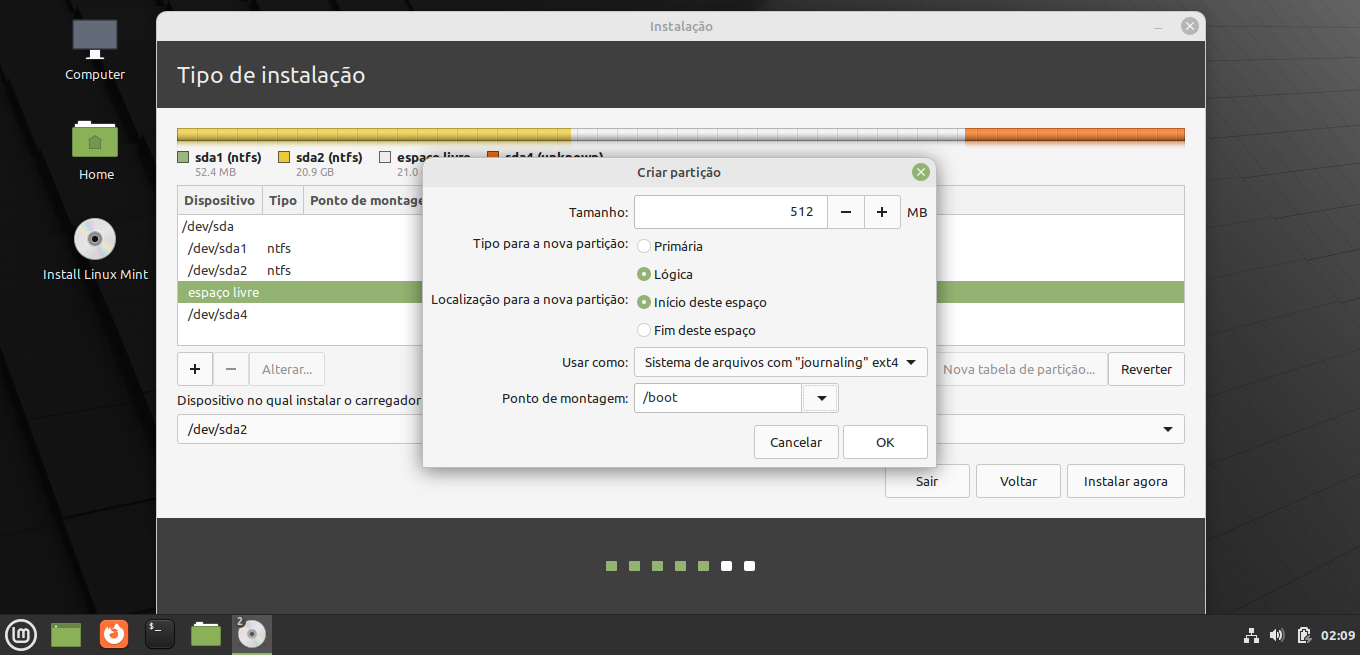 Instalação
Computer
Tipo de instalação
sda1 (ntfs) sda2 (ntfs) espaço livre sda4 (unknown)
52.4 MB 20.9 GB 21.0
Home
Criar partição
Dispositivo Tipo Ponto de montage
Tamanho: 512 MB
/dev/sda
Tipo para a nova partição: Primária
/dev/sda1 ntfs
/dev/sda2 ntfs
Lógica
Install Linux Mint
espaço livre
Localização para a nova partição: Início deste espaço
/dev/sda4
Fim deste espaço
Usar como: Sistema de arquivos com "journaling" ext4
+ − Alterar... Nova tabela de partição... Reverter
Dispositivo no qual instalar o carregador
Ponto de montagem: /boot
/dev/sda2
Cancelar OK
Sair Voltar Instalar agora
2
$_
02:09